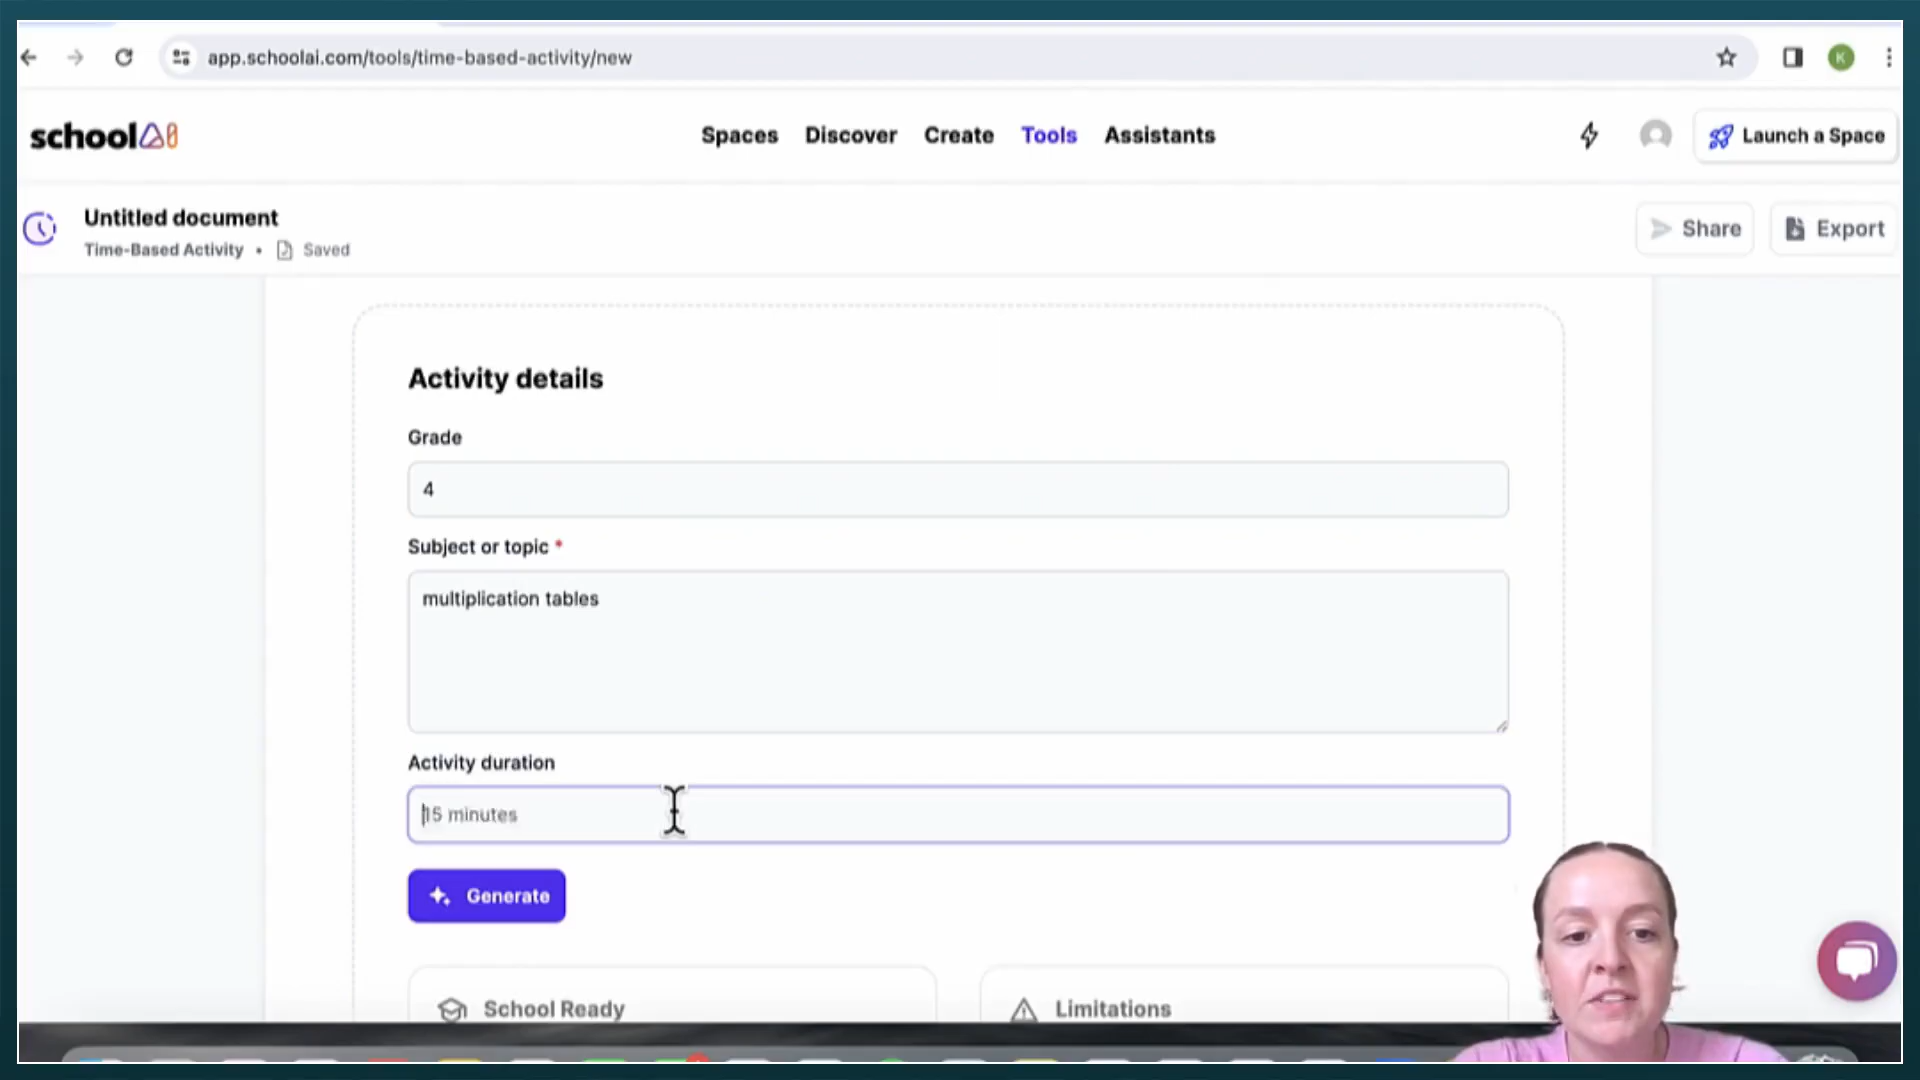 app.schoolai.com/tools/time-based-activity/new
K
schoolAI
Spaces Discover Create Tools Assistants
Launch a Space
Untitled document
Time-Based Activity • Saved
Share
Export
Activity details
Grade
4
Subject or topic *
multiplication tables
Activity duration
15 minutes
Generate
School Ready
Limitations